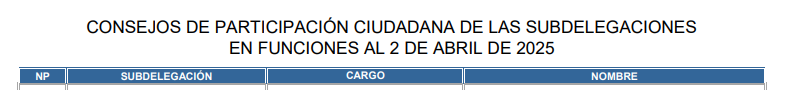 CONSEJOS DE PARTICIPACIÓN CIUDADANA DE LAS SUBDELEGACIONES
EN FUNCIONES AL 2 DE ABRIL DE 2025
NP SUBDELEGACIÓN CARGO NOMBRE